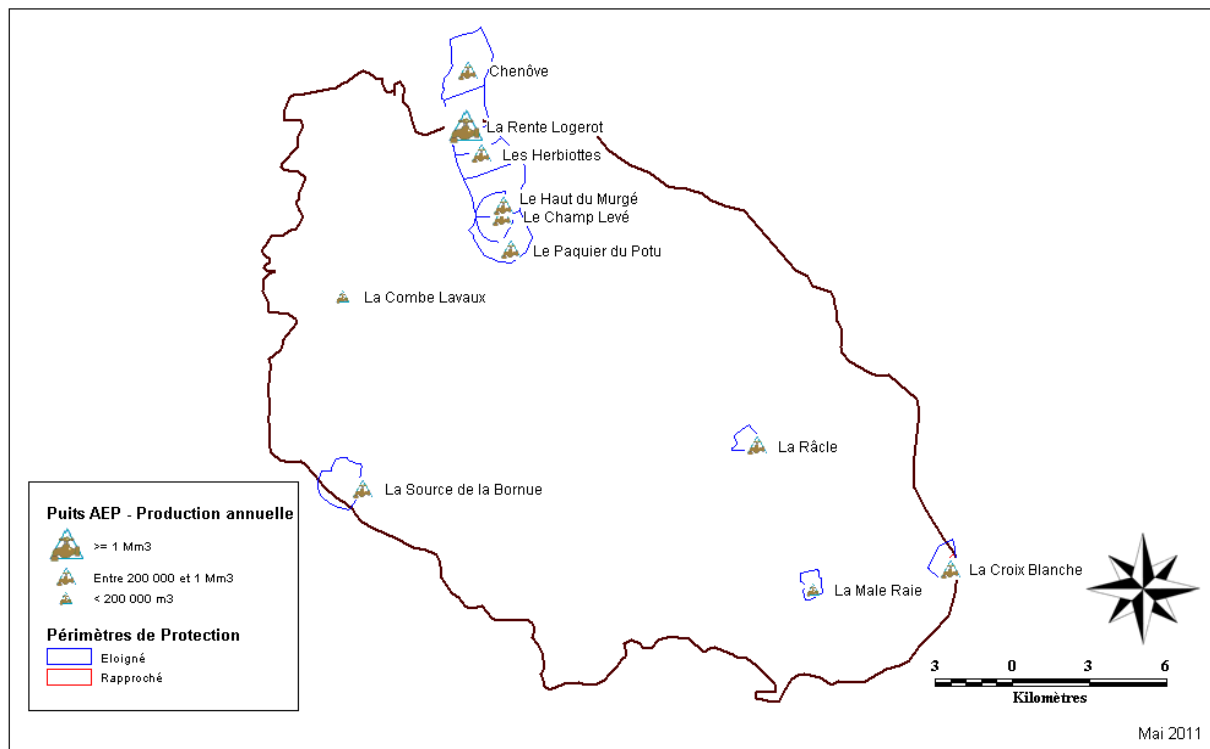 Chenôve
La Rente Logerot
Les Herbiottes
Le Haut du Murgé
Le Champ Levé
Le Paquier du Potu
La Combe Lavaux
La Râcle
La Source de la Bornue
La Croix Blanche
La Male Raie
Puits AEP - Production annuelle
>= 1 Mm3
Entre 200 000 et 1 Mm3
< 200 000 m3
Périmètres de Protection
Eloigné
Rapproché
3 0 3 6
Kilomètres
Mai 2011